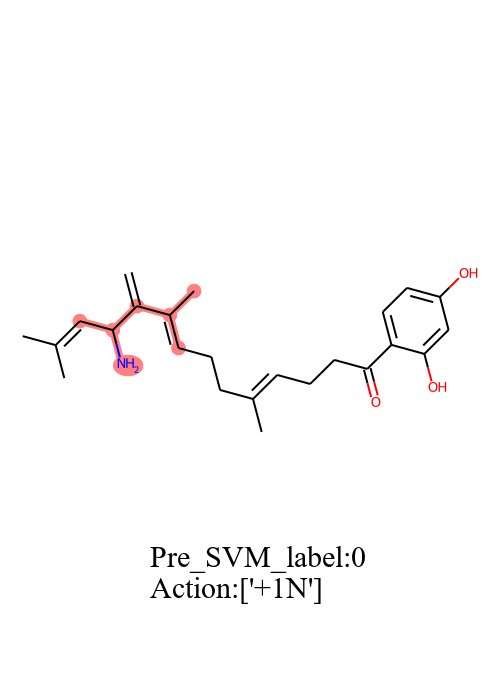 OH
NH2
OH
O
Pre_SVM_label:0
Action:['+1N']